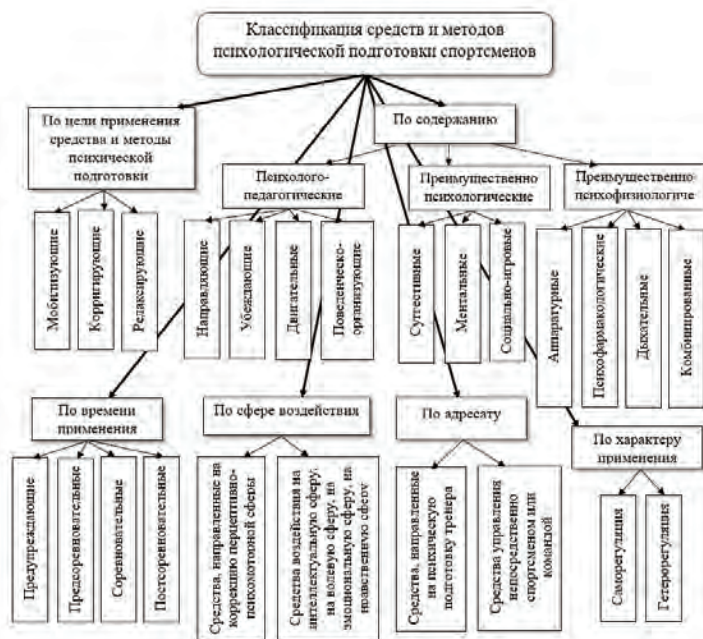 Классификация средств и методов
психологической подготовки спортсменов
По цели применения
средства и методы
психической
подготовки
По содержанию
Психолого-
педагогические
Преимущественно
психологические
Преимущественно-
психофизиологиче
Мобилизующие
Корригирующие
Релаксирующие
Направляющие
Убеждающие
Двигательные
Поведенческо-
организующие
Суггестивные
Ментальные
Социально-игровые
Аппаратурные
Психофармакологические
Дыхательные
Комбинированные
По времени
применения
По сфере воздействия
По адресату
По характеру
применения
Предупреждающие
Предсоревновательные
Соревновательные
Постсоревновательные
Средства, направленные на
коррекцию перцептивно-
психомоторной сферы
Средства воздействия на
интеллектуальную сферу,
на волевую сферу, на
эмоциональную сферу, на
нравственную сферу
Средства, направленные
на психическую
подготовку тренера
Средства управления
непосредственно
спортсменом или
командой
Саморегуляция
Гетерорегуляция